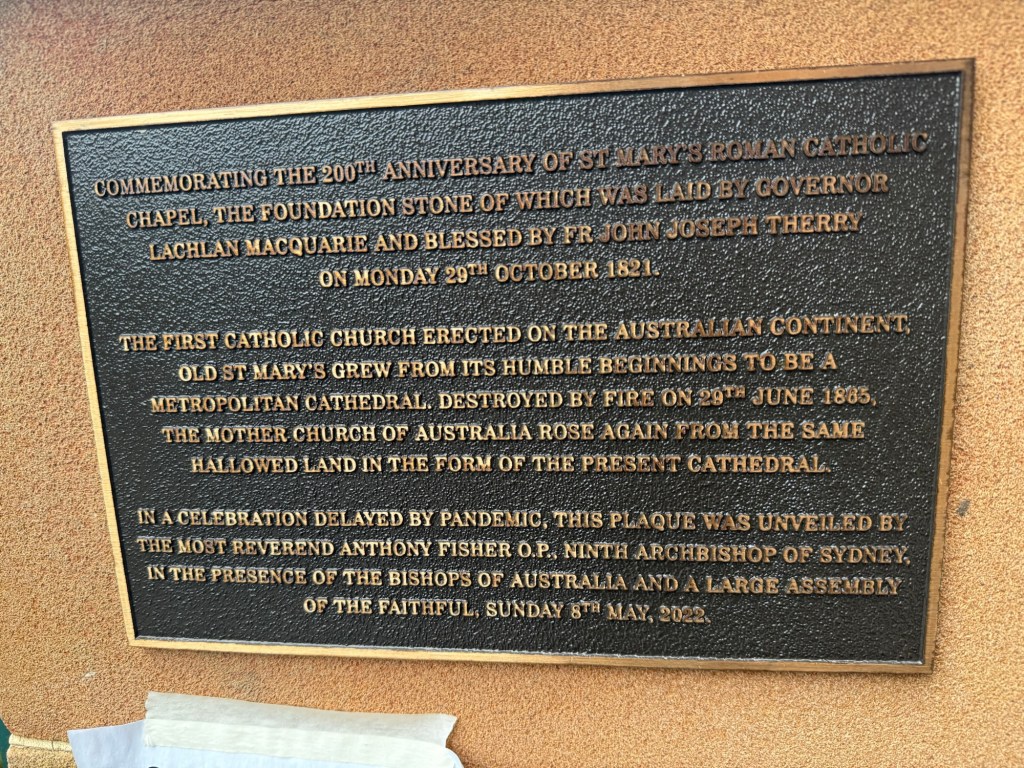 COMMEMORATING THE 200TH ANNIVERSARY OF ST MARY'S ROMAN CATHOLIC
CHAPEL, THE FOUNDATION STONE OF WHICH WAS LAID BY GOVERNOR
LACHLAN MACQUARIE AND BLESSED BY FR JOHN JOSEPH THERRY
ON MONDAY 29TH OCTOBER 1821.
THE FIRST CATHOLIC CHURCH ERECTED ON THE AUSTRALIAN CONTINENT,
OLD ST MARY'S GREW FROM ITS HUMBLE BEGINNINGS TO BE A
METROPOLITAN CATHEDRAL. DESTROYED BY FIRE ON 29TH JUNE 1865,
THE MOTHER CHURCH OF AUSTRALIA ROSE AGAIN FROM THE SAME
HALLOWED LAND IN THE FORM OF THE PRESENT CATHEDRAL.
IN A CELEBRATION DELAYED BY PANDEMIC, THIS PLAQUE WAS UNVEILED BY
THE MOST REVEREND ANTHONY FISHER O.P., NINTH ARCHBISHOP OF SYDNEY,
IN THE PRESENCE OF THE BISHOPS OF AUSTRALIA AND A LARGE ASSEMBLY
OF THE FAITHFUL, SUNDAY 8TH MAY, 2022.